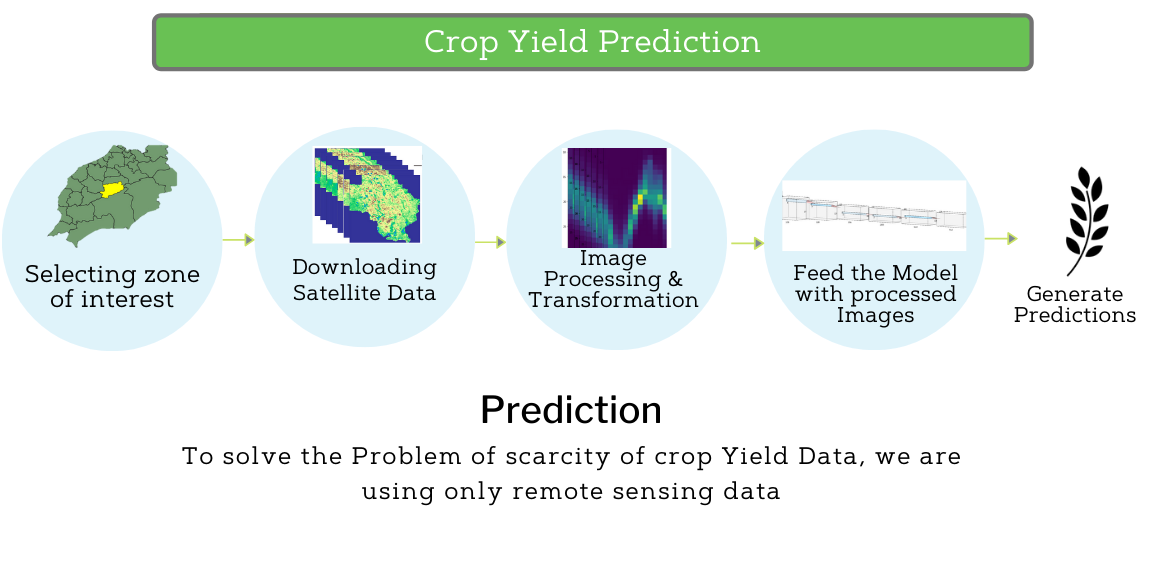 Crop Yield Prediction
Selecting zone
of interest
Downloading
Satellite Data
Image
Processing &
Transformation
Feed the Model
with processed
Images
Generate
Predictions
Prediction
To solve the Problem of scarcity of crop Yield Data, we are
using only remote sensing data